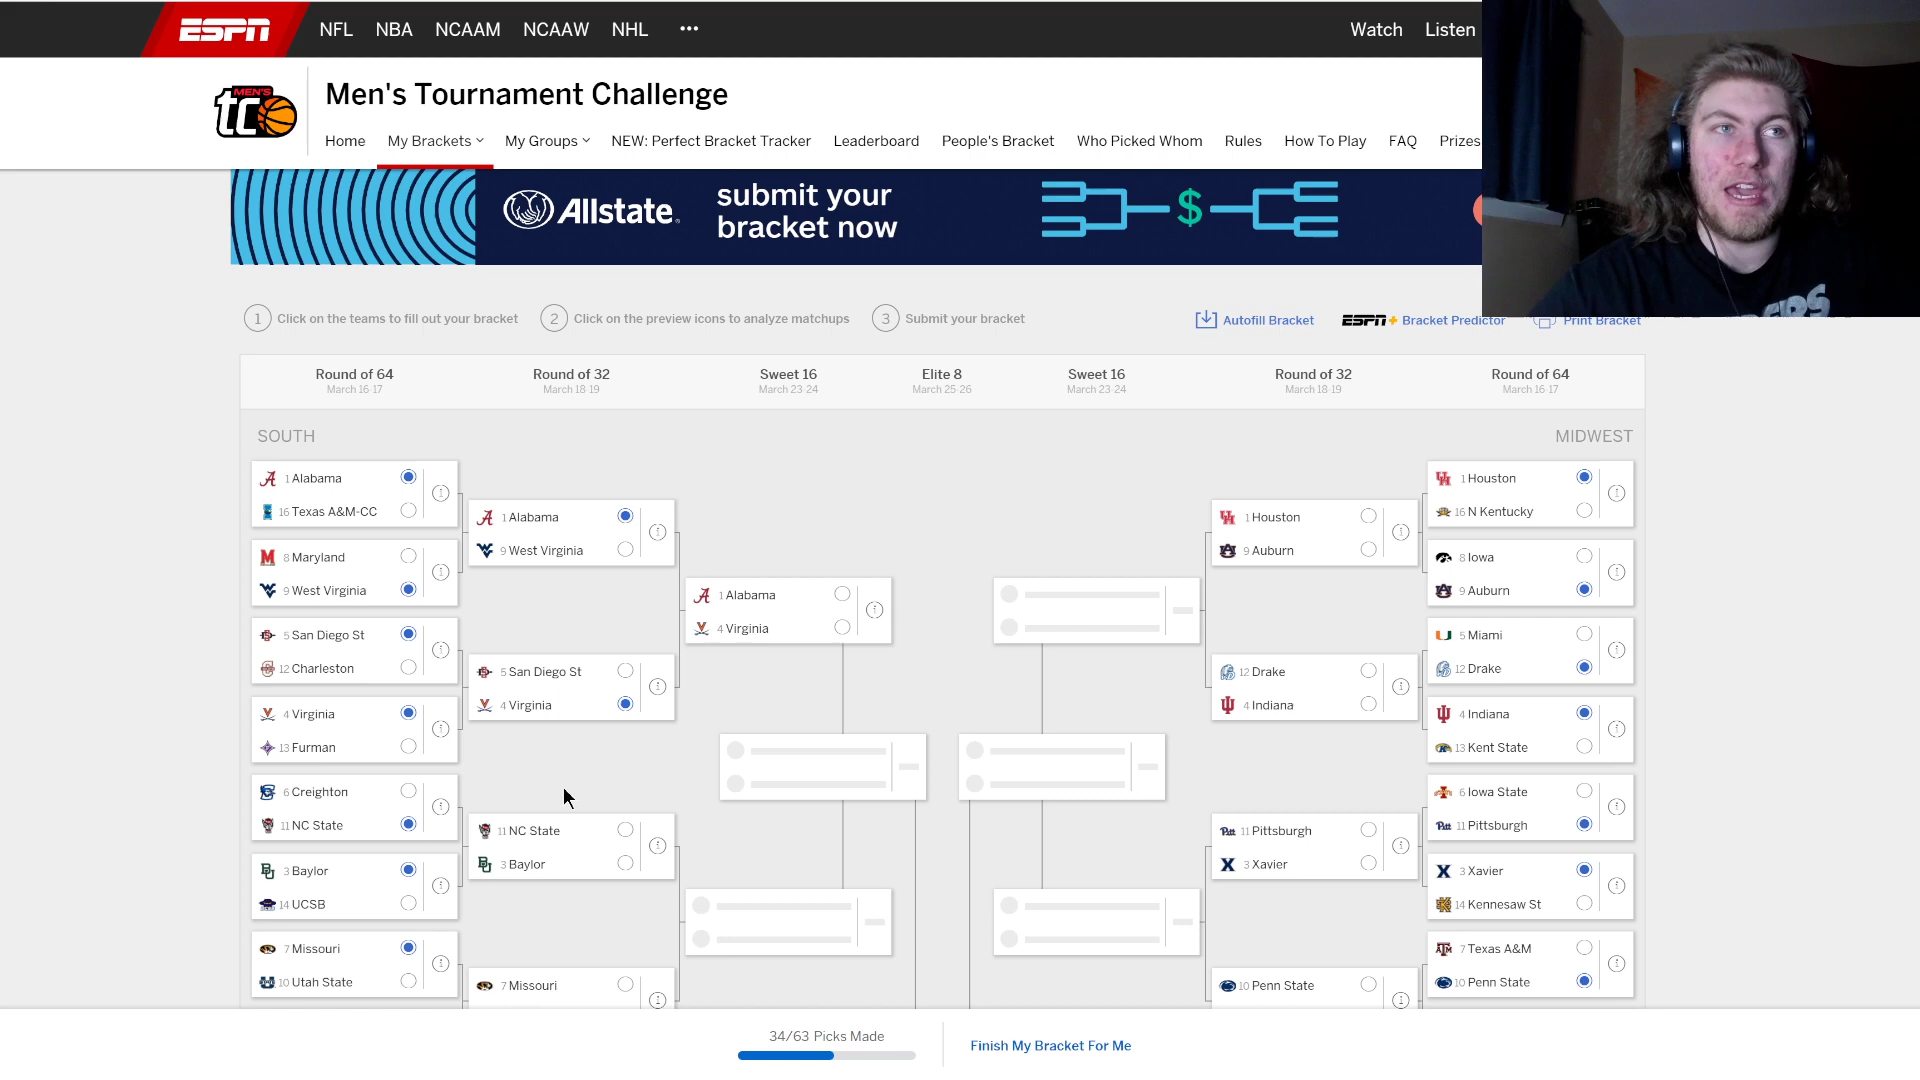 ESPN NFL NBA NCAAM NCAAW NHL ••• Watch Listen
MEN'S tc
Men's Tournament Challenge
Home My Brackets My Groups NEW: Perfect Bracket Tracker Leaderboard People's Bracket Who Picked Whom Rules How To Play FAQ Prizes
Allstate. submit your bracket now $
1 Click on the teams to fill out your bracket 2 Click on the preview icons to analyze matchups 3 Submit your bracket Autofill Bracket ESPN+ Bracket Predictor Print Bracket
Round of 64 Round of 32 Sweet 16 Elite 8 Sweet 16 Round of 32 Round of 64
March 16-17 March 18-19 March 23-24 March 25-26 March 23-24 March 18-19 March 16-17
SOUTH
1 Alabama
16 Texas A&M-CC
8 Maryland
9 West Virginia
5 San Diego St
12 Charleston
4 Virginia
13 Furman
6 Creighton
11 NC State
3 Baylor
14 UCSB
7 Missouri
10 Utah State
1 Alabama
9 West Virginia
5 San Diego St
4 Virginia
11 NC State
3 Baylor
7 Missouri
1 Alabama
4 Virginia
MIDWEST
1 Houston
9 Auburn
12 Drake
4 Indiana
11 Pittsburgh
3 Xavier
10 Penn State
1 Houston
16 N Kentucky
8 Iowa
9 Auburn
5 Miami
12 Drake
4 Indiana
13 Kent State
6 Iowa State
11 Pittsburgh
3 Xavier
14 Kennesaw St
7 Texas A&M
10 Penn State
34/63 Picks Made
Finish My Bracket For Me